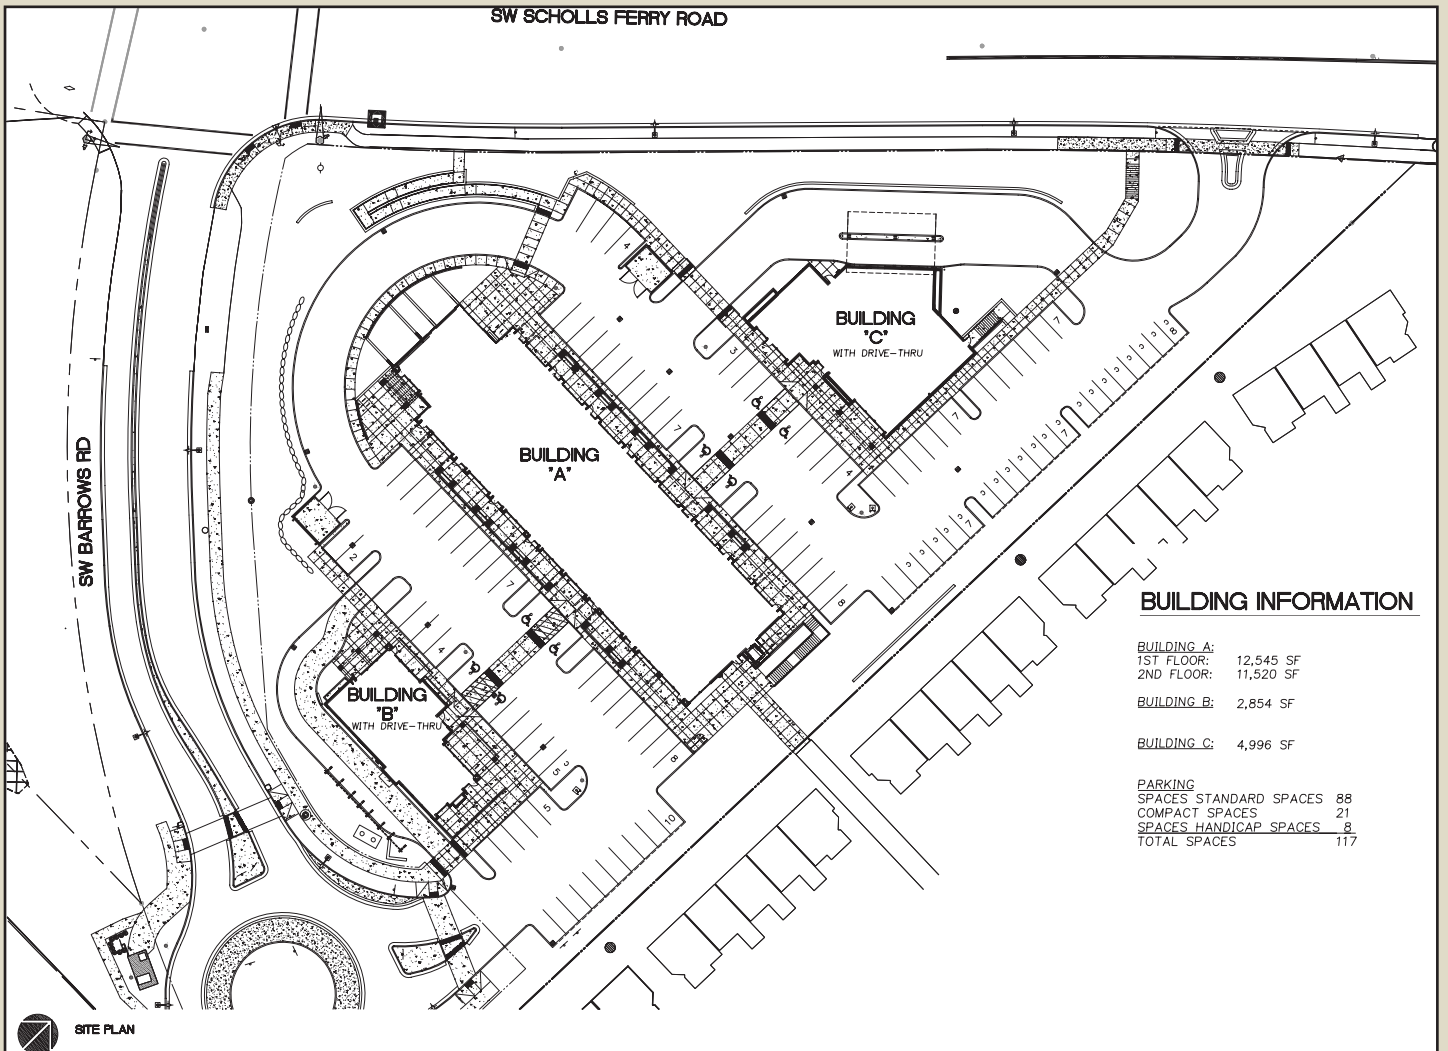 SW SCHOLLS FERRY ROAD
4
BUILDING
"C"
WITH DRIVE-THRU
7
8
3
7
7
7
BUILDING
"A"
4
7
SW BARROWS RD
2
7
8
4
BUILDING
"B"
WITH DRIVE-THRU
8
3
5
5
10
BUILDING INFORMATION
BUILDING A:
1ST FLOOR: 12,545 SF
2ND FLOOR: 11,520 SF
BUILDING B: 2,854 SF
BUILDING C: 4,996 SF
PARKING
SPACES STANDARD SPACES 88
COMPACT SPACES 21
SPACES HANDICAP SPACES 8
TOTAL SPACES 117
SITE PLAN